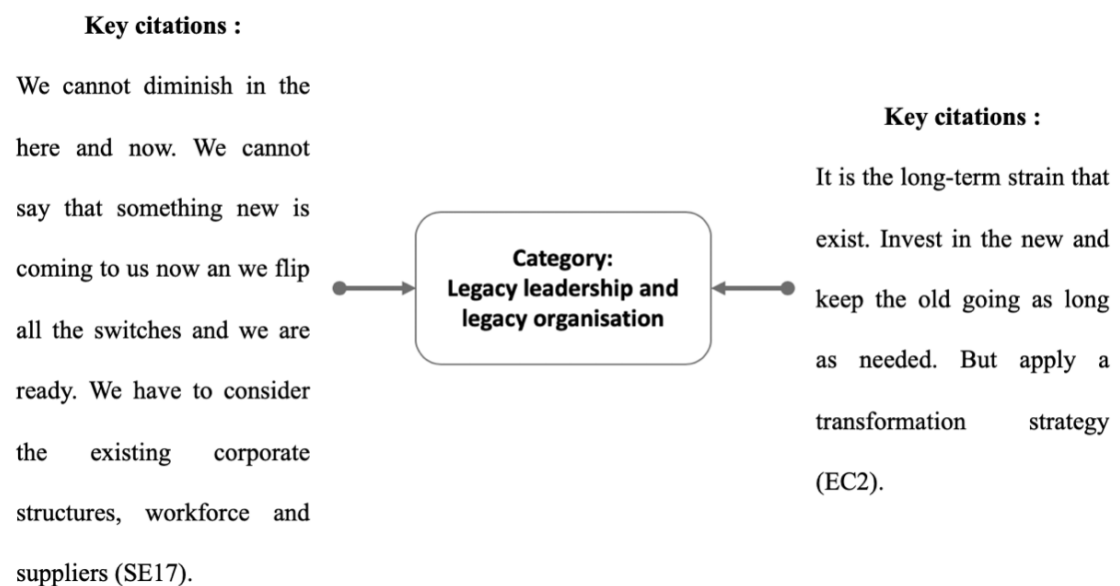 Key citations :
We cannot diminish in the
here and now. We cannot
say that something new is
coming to us now an we flip
all the switches and we are
ready. We have to consider
the existing corporate
structures, workforce and
suppliers (SE17).
Category:
Legacy leadership and
legacy organisation
Key citations :
It is the long-term strain that
exist. Invest in the new and
keep the old going as long
as needed. But apply a
transformation strategy
(EC2).